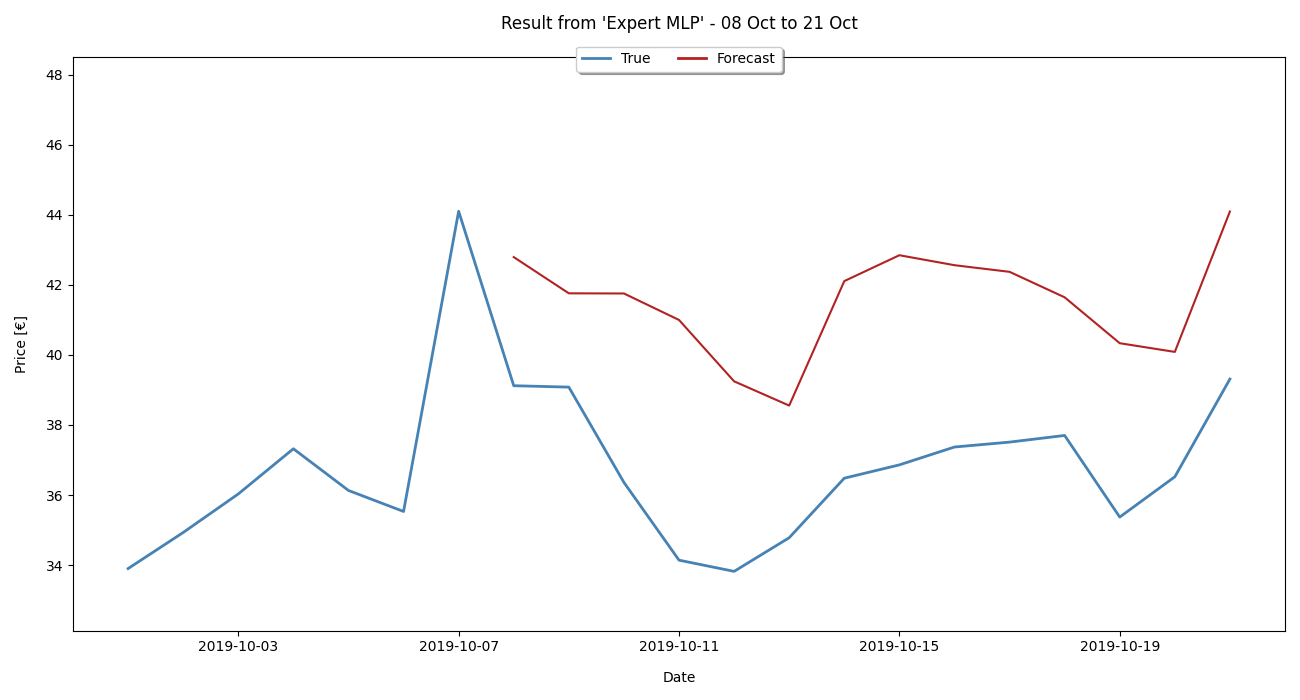 Result from 'Expert MLP' - 08 Oct to 21 Oct
True Forecast
48
46
44
42
40
38
36
34
Price [€]
2019-10-03 2019-10-07 2019-10-11 2019-10-15 2019-10-19
Date